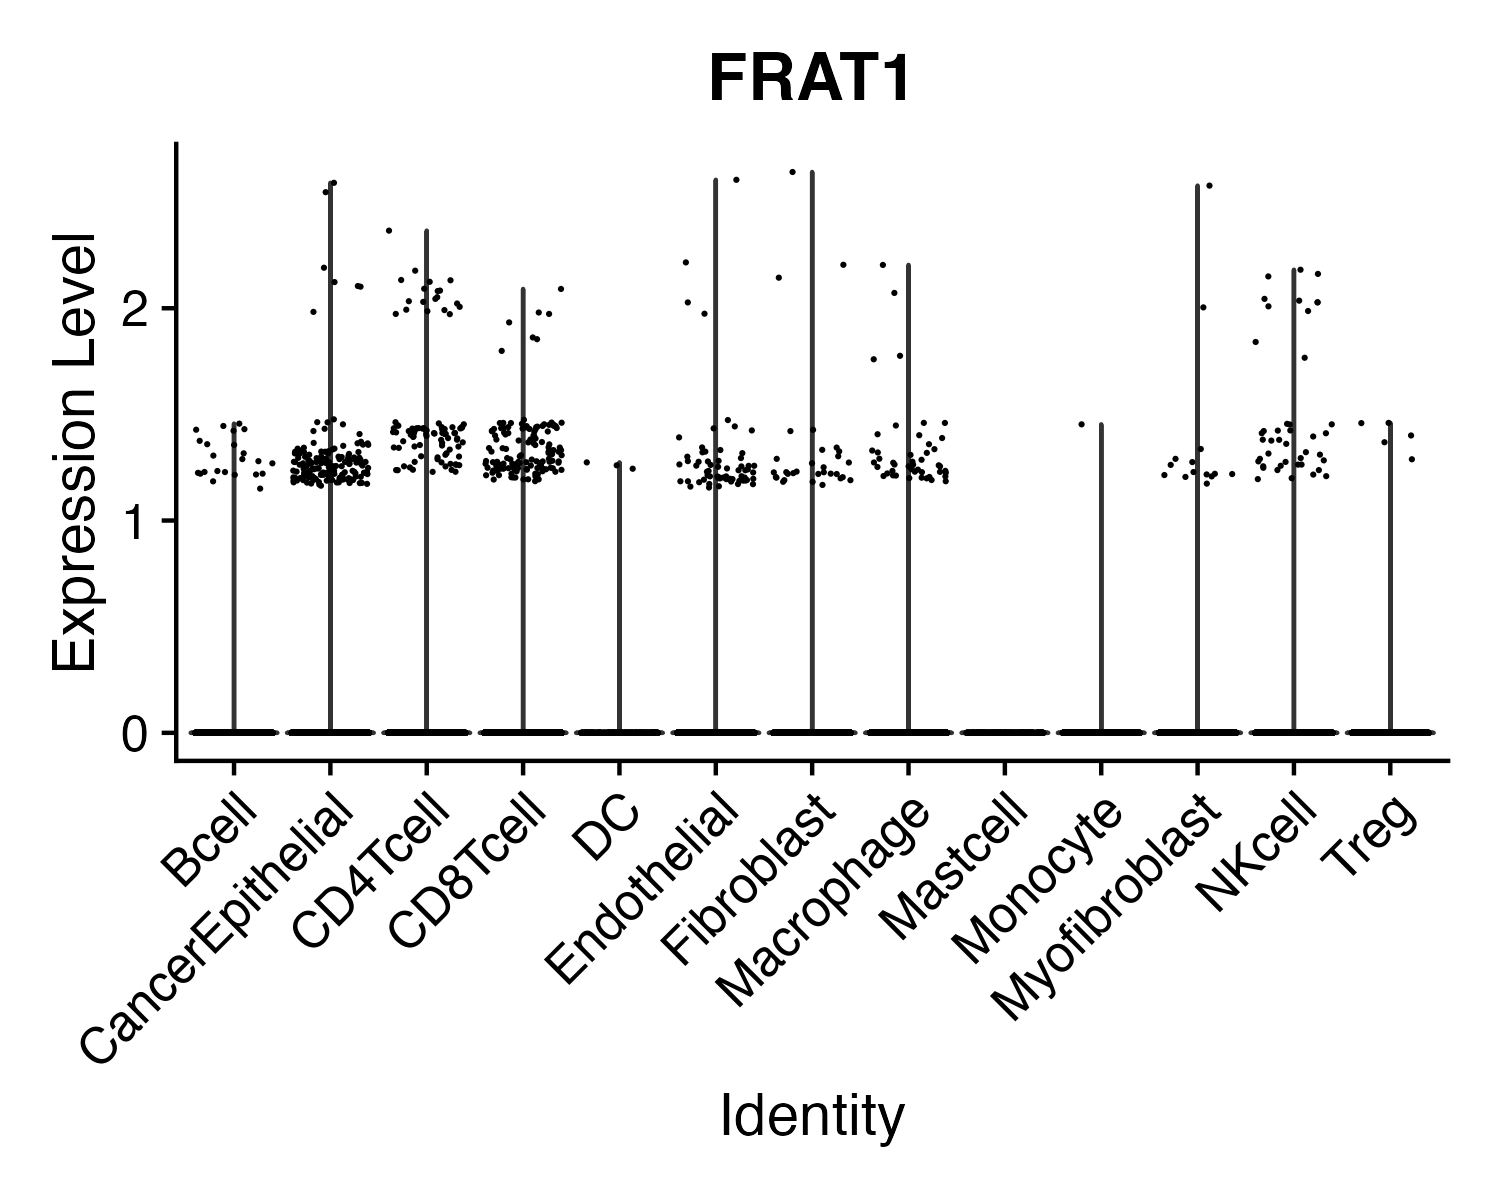 FRAT1
Expression Level
2
1
0
Bcell
CancerEpithelial
CD4Tcell
CD8Tcell
DC
Endothelial
Fibroblast
Macrophage
Mastcell
Monocyte
Myofibroblast
NKcell
Treg
Identity